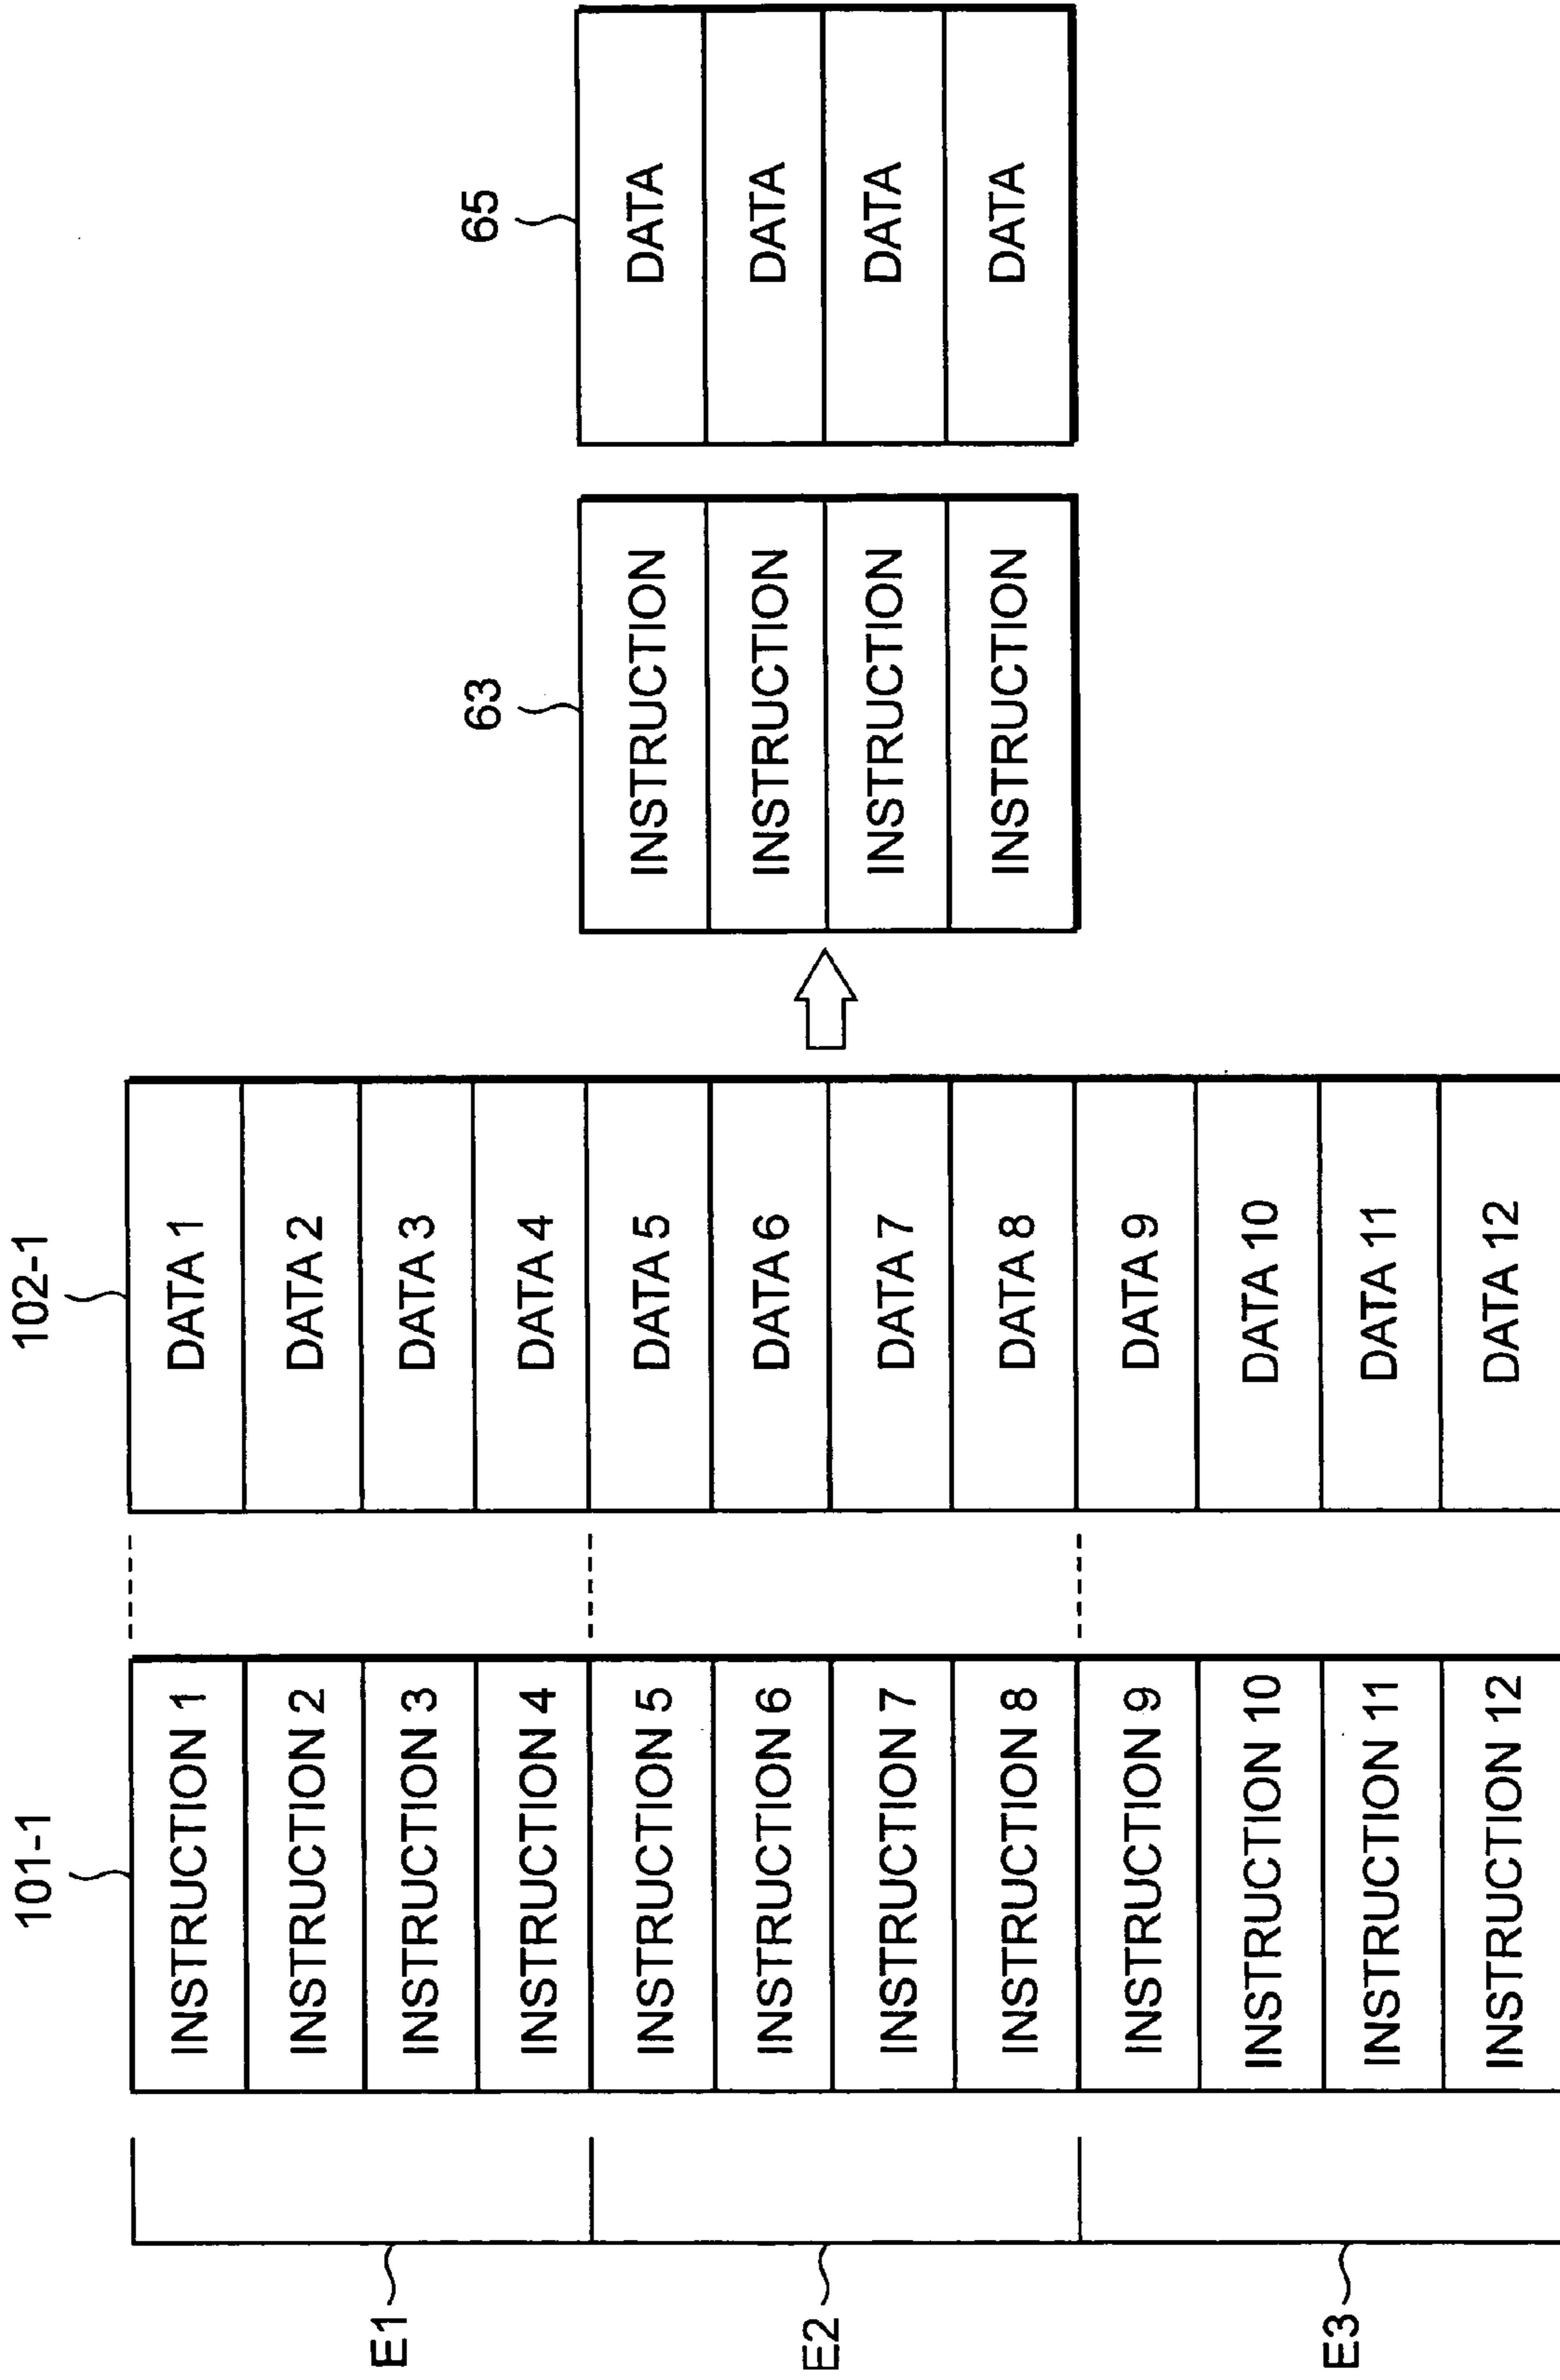 101-1
INSTRUCTION 1
INSTRUCTION 2
INSTRUCTION 3
INSTRUCTION 4
INSTRUCTION 5
INSTRUCTION 6
INSTRUCTION 7
INSTRUCTION 8
INSTRUCTION 9
INSTRUCTION 10
INSTRUCTION 11
INSTRUCTION 12
E1
E2
E3
102-1
DATA 1
DATA 2
DATA 3
DATA 4
DATA 5
DATA 6
DATA 7
DATA 8
DATA 9
DATA 10
DATA 11
DATA 12
63
INSTRUCTION
INSTRUCTION
INSTRUCTION
INSTRUCTION
65
DATA
DATA
DATA
DATA